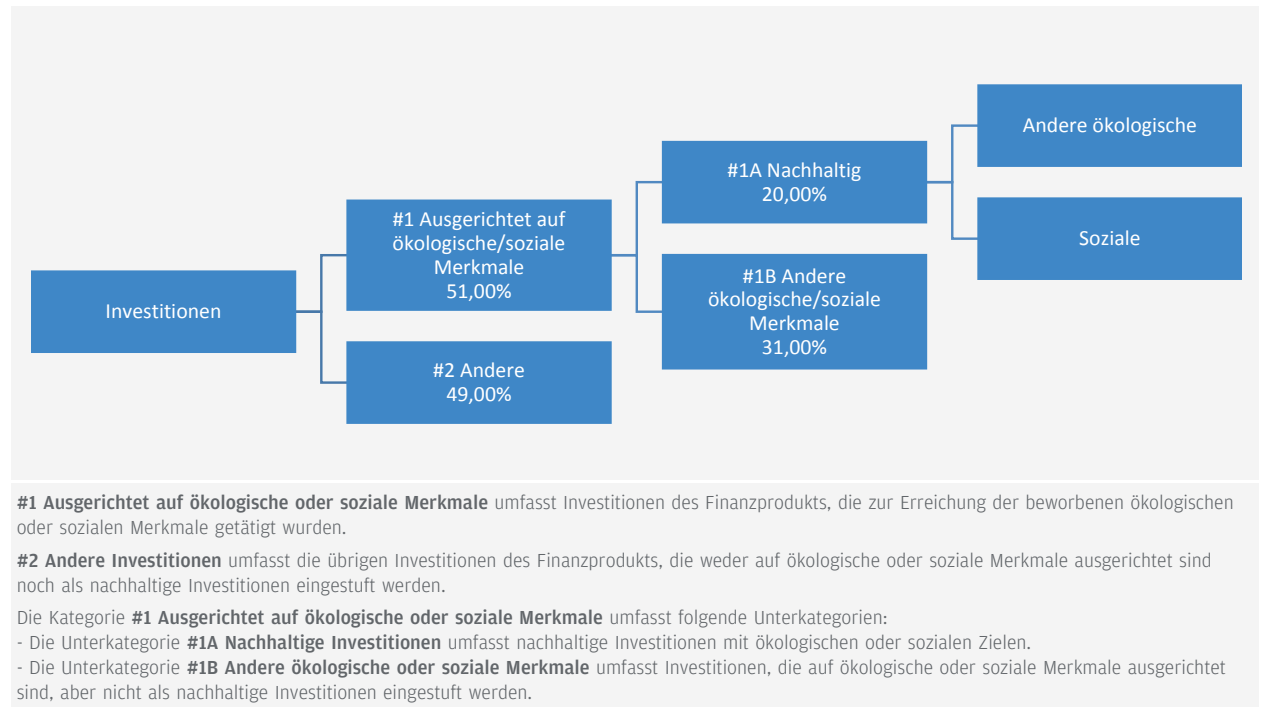 Investitionen
#1 Ausgerichtet auf
ökologische/soziale
Merkmale
51,00%
#2 Andere
49,00%
#1A Nachhaltig
20,00%
#1B Andere
ökologische/soziale
Merkmale
31,00%
Andere ökologische
Soziale
#1 Ausgerichtet auf ökologische oder soziale Merkmale umfasst Investitionen des Finanzprodukts, die zur Erreichung der beworbenen ökologischen
oder sozialen Merkmale getätigt wurden.
#2 Andere Investitionen umfasst die übrigen Investitionen des Finanzprodukts, die weder auf ökologische oder soziale Merkmale ausgerichtet sind
noch als nachhaltige Investitionen eingestuft werden.
Die Kategorie #1 Ausgerichtet auf ökologische oder soziale Merkmale umfasst folgende Unterkategorien:
- Die Unterkategorie #1A Nachhaltige Investitionen umfasst nachhaltige Investitionen mit ökologischen oder sozialen Zielen.
- Die Unterkategorie #1B Andere ökologische oder soziale Merkmale umfasst Investitionen, die auf ökologische oder soziale Merkmale ausgerichtet
sind, aber nicht als nachhaltige Investitionen eingestuft werden.